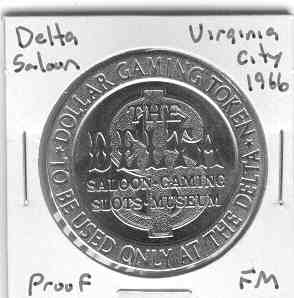 Delta
Saloon
Virginia
City
1966
★ DOLLAR GAMING TOKEN ★
TO BE USED ONLY AT THE DELTA
THE
DELTA
SALOON-GAMING
SLOTS-MUSEUM
Proof
FM